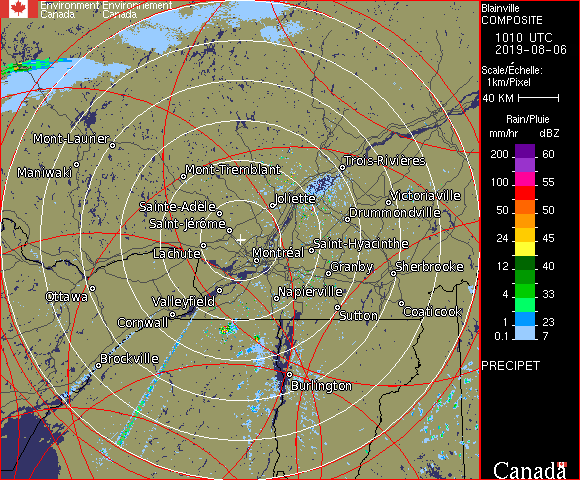 Environment Environnement
Canada Canada
Mont-Laurier
Maniwaki
Mont-Tremblant
Trois-Rivières
Joliette
Victoriaville
Sainte-Adèle
Drummondville
Saint-Jérôme
Lachute
Saint-Hyacinthe
Montréal
Granby
Sherbrooke
Ottawa
Valleyfield
Napierville
Cornwall
Sutton
Coaticook
Brockville
Burlington
Blainville
COMPOSITE
1010 UTC
2019-08-06
Scale/Échelle:
1km/Pixel
40 KM
Rain/Pluie
mm/hr dBZ
200 60
100 55
50 50
24 45
12 40
4 33
1 23
0.1 7
PRECIPET
Canada